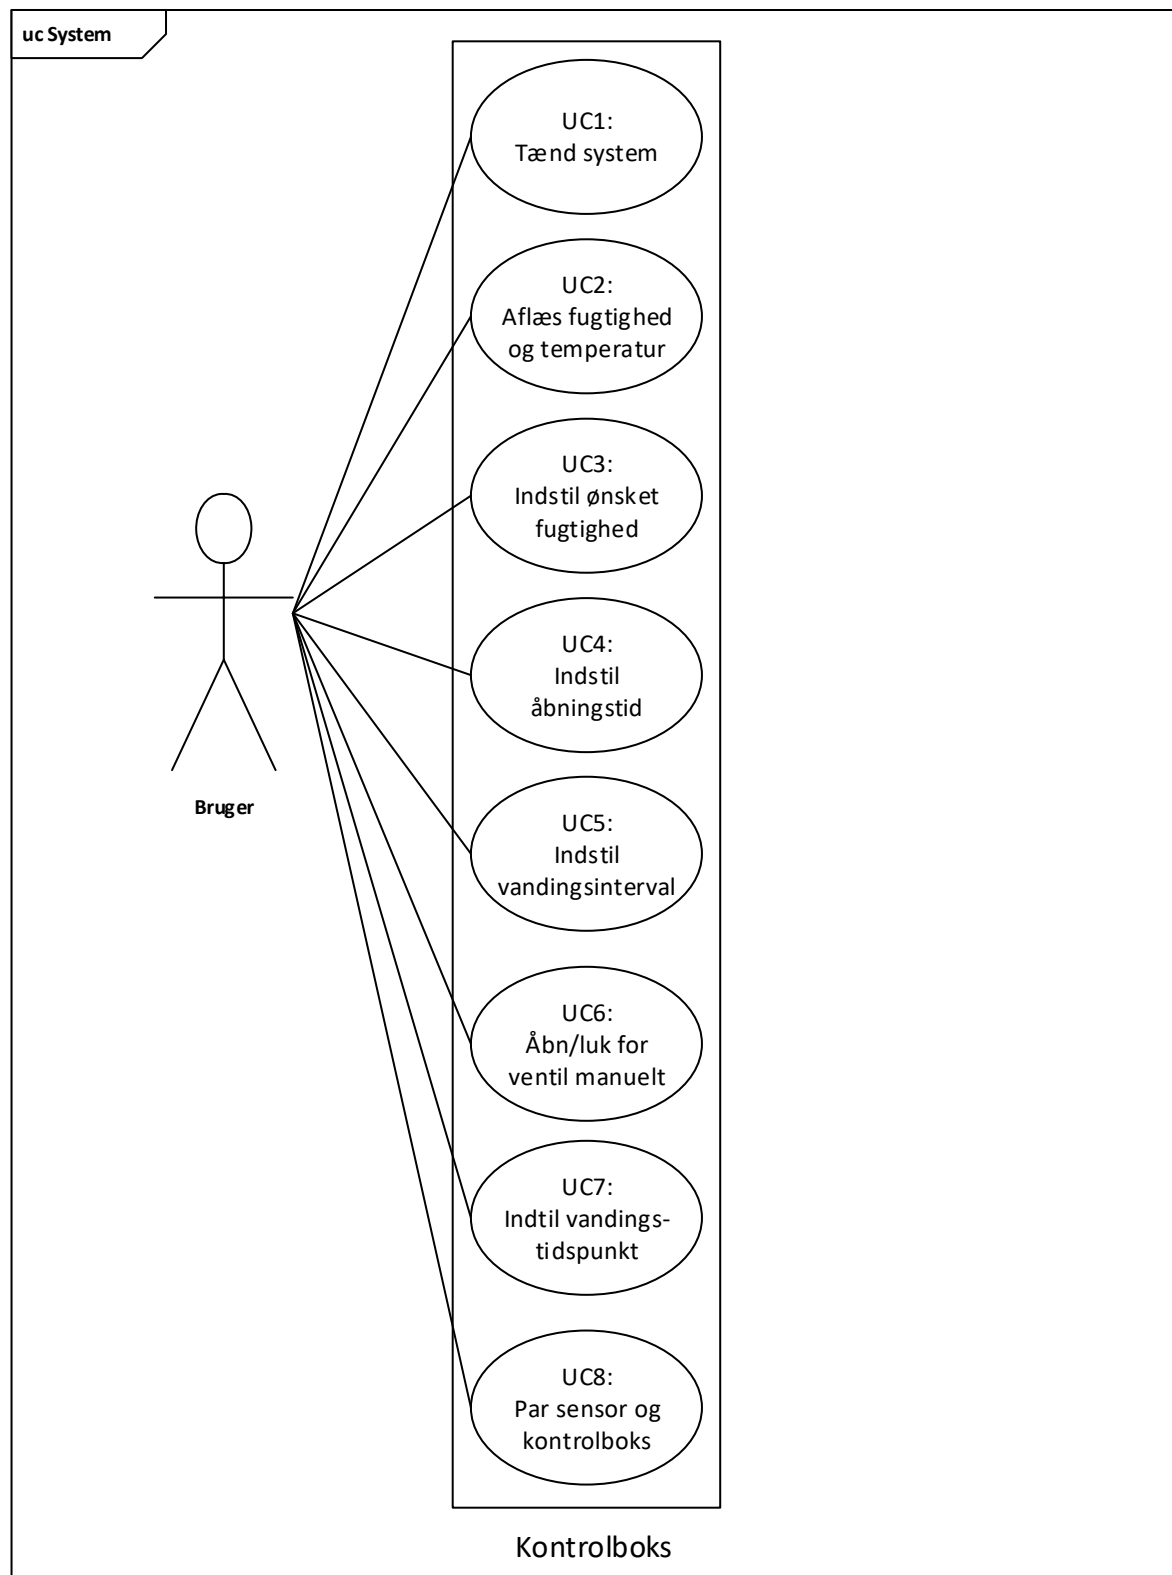 uc System
UC1:
Tænd system
UC2:
Aflæs fugtighed
og temperatur
UC3:
Indstil ønsket
fugtighed
UC4:
Indstil
åbningstid
UC5:
Indstil
vandingsinterval
UC6:
Åbn/luk for
ventil manuelt
UC7:
Indtil vandings-
tidspunkt
UC8:
Par sensor og
kontrolboks
Bruger
Kontrolboks